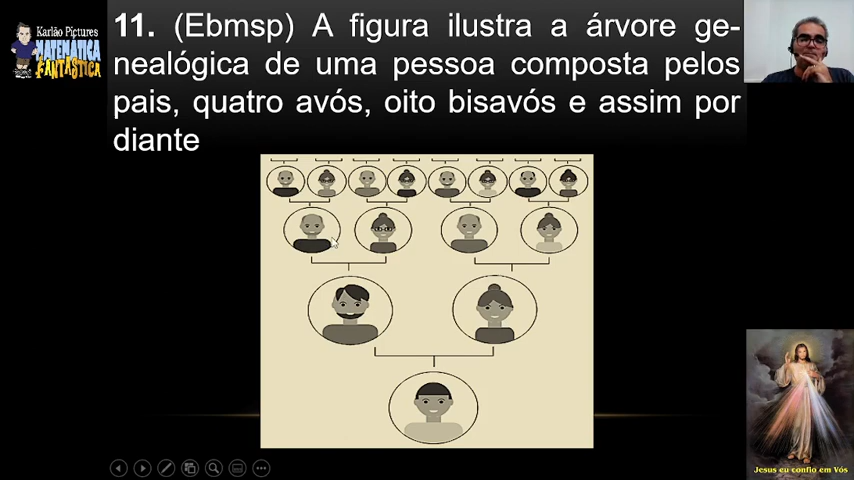 Karlão Pictures
MATEMÁTICA
FANTÁSTICA
11. (Ebmsp) A figura ilustra a árvore ge-
nealógica de uma pessoa composta pelos
pais, quatro avós, oito bisavós e assim por
diante
Jesus eu confio em Vós